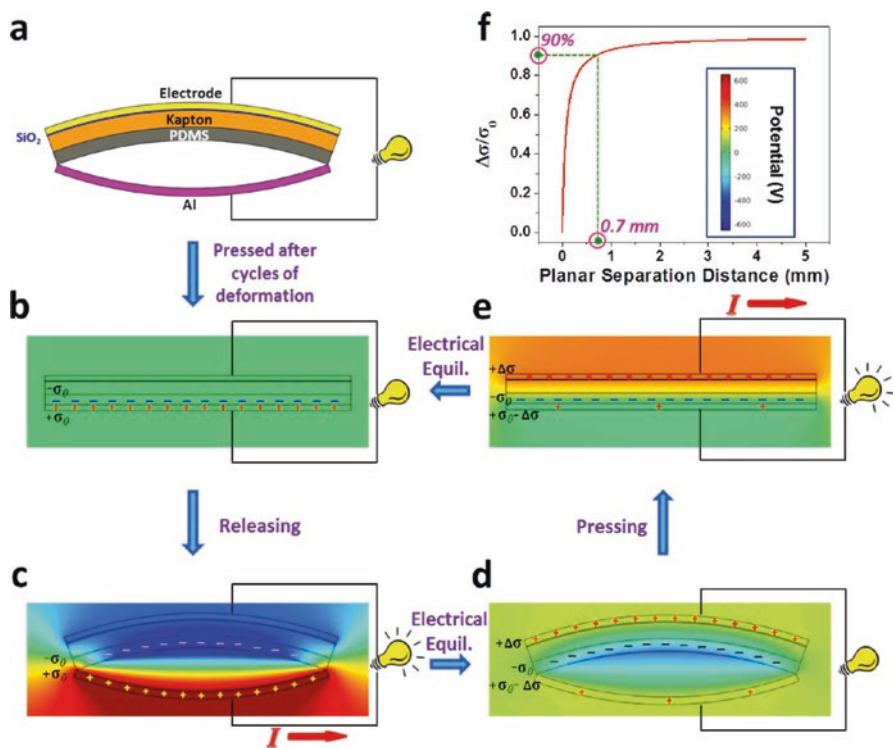 a
Electrode
Kapton
SiO₂
PDMS
Al
Pressed after
cycles of
deformation
f
90%
1.0
0.8
0.6
0.4
0.2
0.0
Δσ/σ₀
0.7 mm
0 1 2 3 4 5
Planar Separation Distance (mm)
600
400
200
0
-200
-400
-600
Potential (V)
b
-σ₀
+σ₀
Electrical
Equil.
e
I
+Δσ
-σ₀
+σ₀-Δσ
Releasing
Pressing
c
-σ₀
+σ₀
I
Electrical
Equil.
d
+Δσ
-σ₀
+σ₀-Δσ